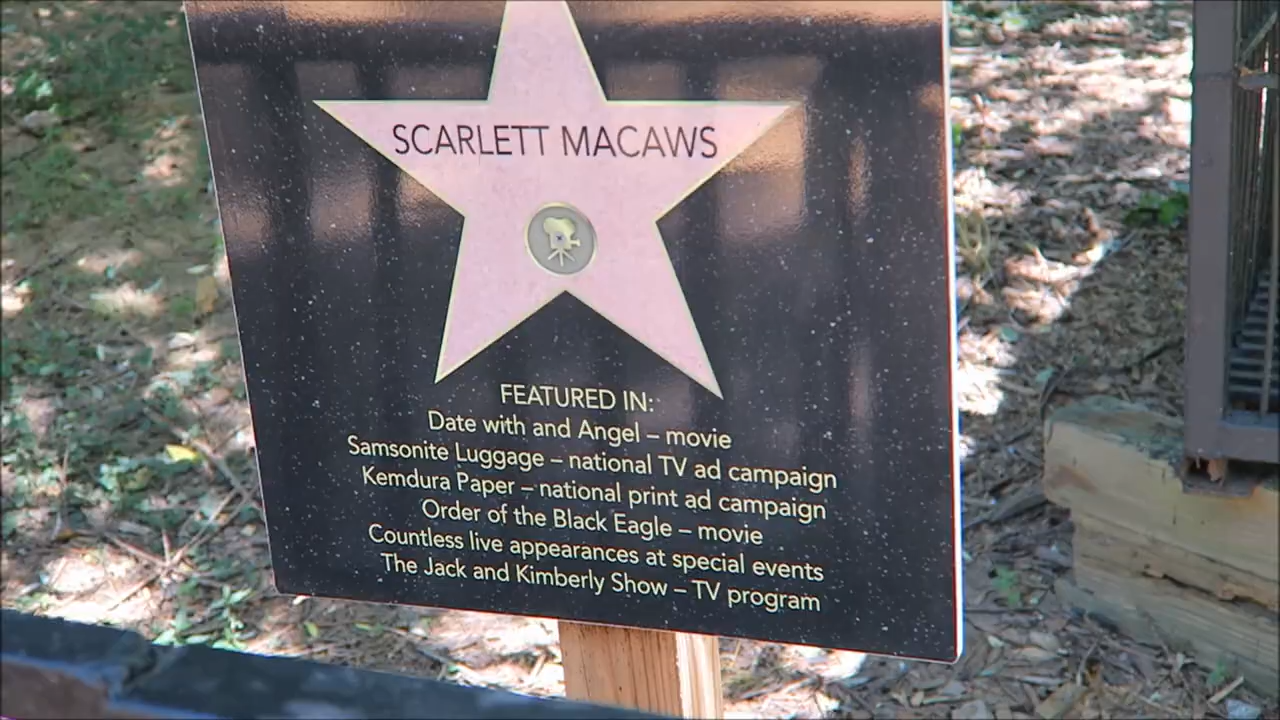 SCARLETT MACAWS
FEATURED IN:
Date with and Angel – movie
Samsonite Luggage – national TV ad campaign
Kemdura Paper – national print ad campaign
Order of the Black Eagle – movie
Countless live appearances at special events
The Jack and Kimberly Show – TV program